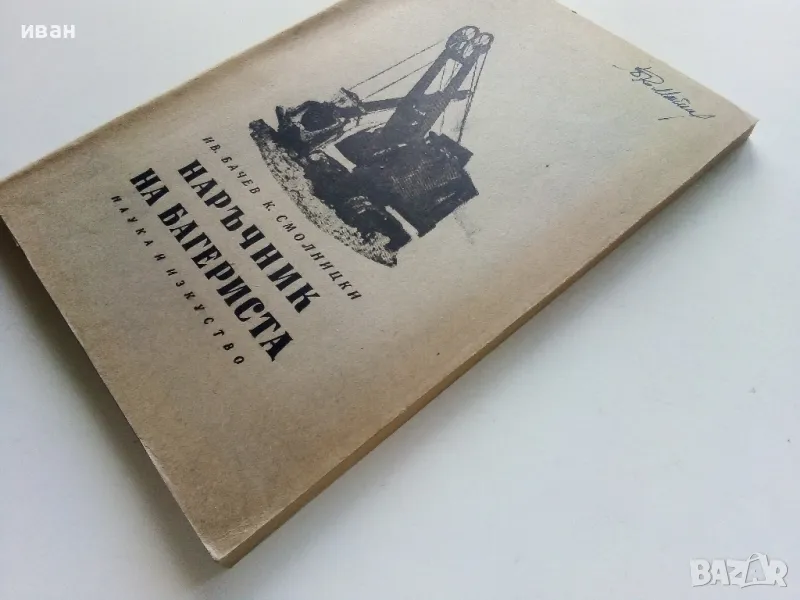 иван
ИВ. БАЧЕВ К. СМОЛНИЦКИ
НАРЪЧНИК
НА БАГЕРИСТА
НАУКА И ИЗКУСТВО
BAZAR